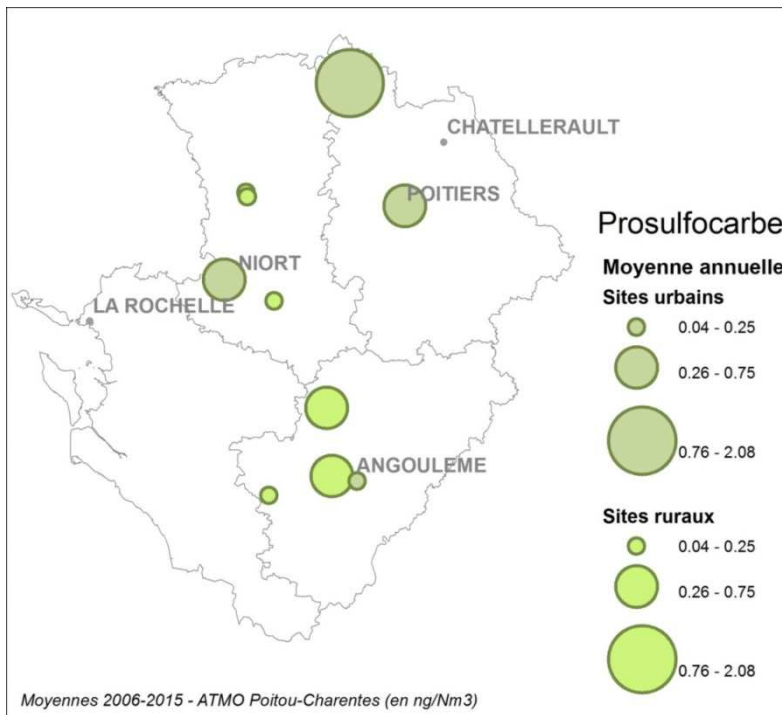 CHATELLERAULT
POITIERS
NIORT
LA ROCHELLE
ANGOULEME
Prosulfocarbe
Moyenne annuelle
Sites urbains
0.04 - 0.25
0.26 - 0.75
0.76 - 2.08
Sites ruraux
0.04 - 0.25
0.26 - 0.75
0.76 - 2.08
Moyennes 2006-2015 - ATMO Poitou-Charentes (en ng/Nm3)